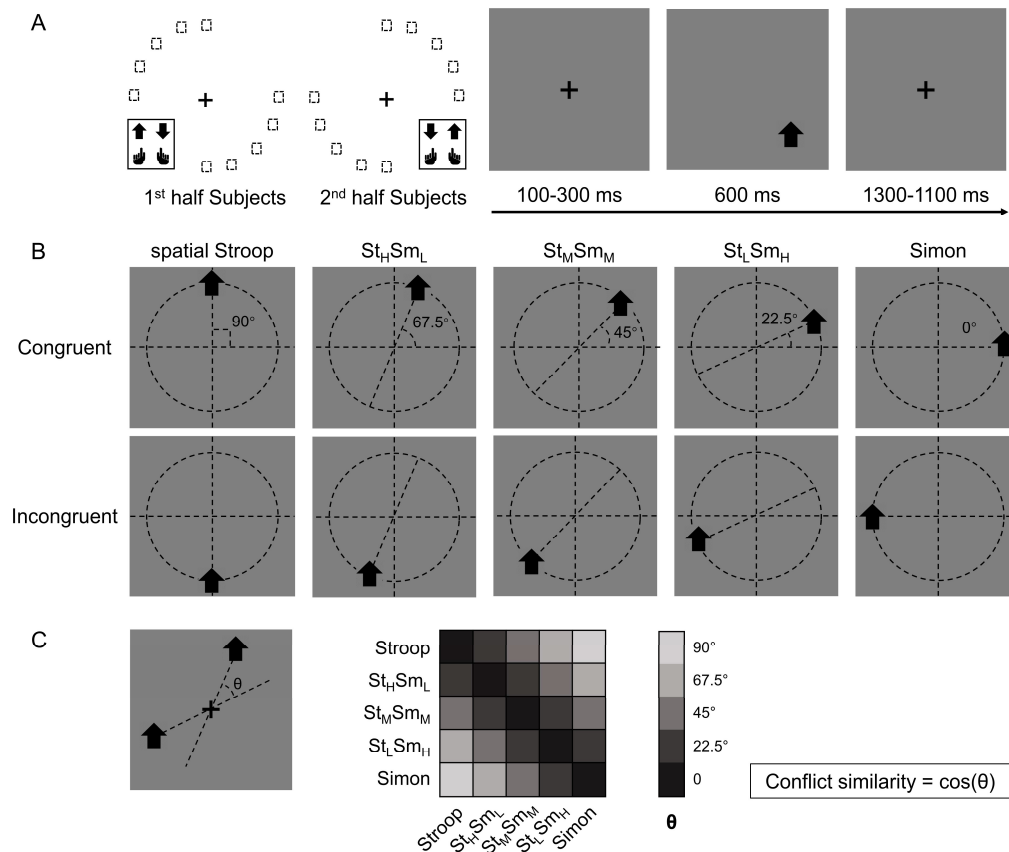 A
1st half Subjects
2nd half Subjects
100-300 ms
600 ms
1300-1100 ms
B
spatial Stroop
StHSmL
StMSmM
StLSmH
Simon
Congruent
90°
67.5°
45°
22.5°
0°
Incongruent
C
θ
Stroop
StHSmL
StMSmM
StLSmH
Simon
Stroop
StHSmL
StMSmM
StLSmH
Simon
90°
67.5°
45°
22.5°
0
θ
Conflict similarity = cos(θ)